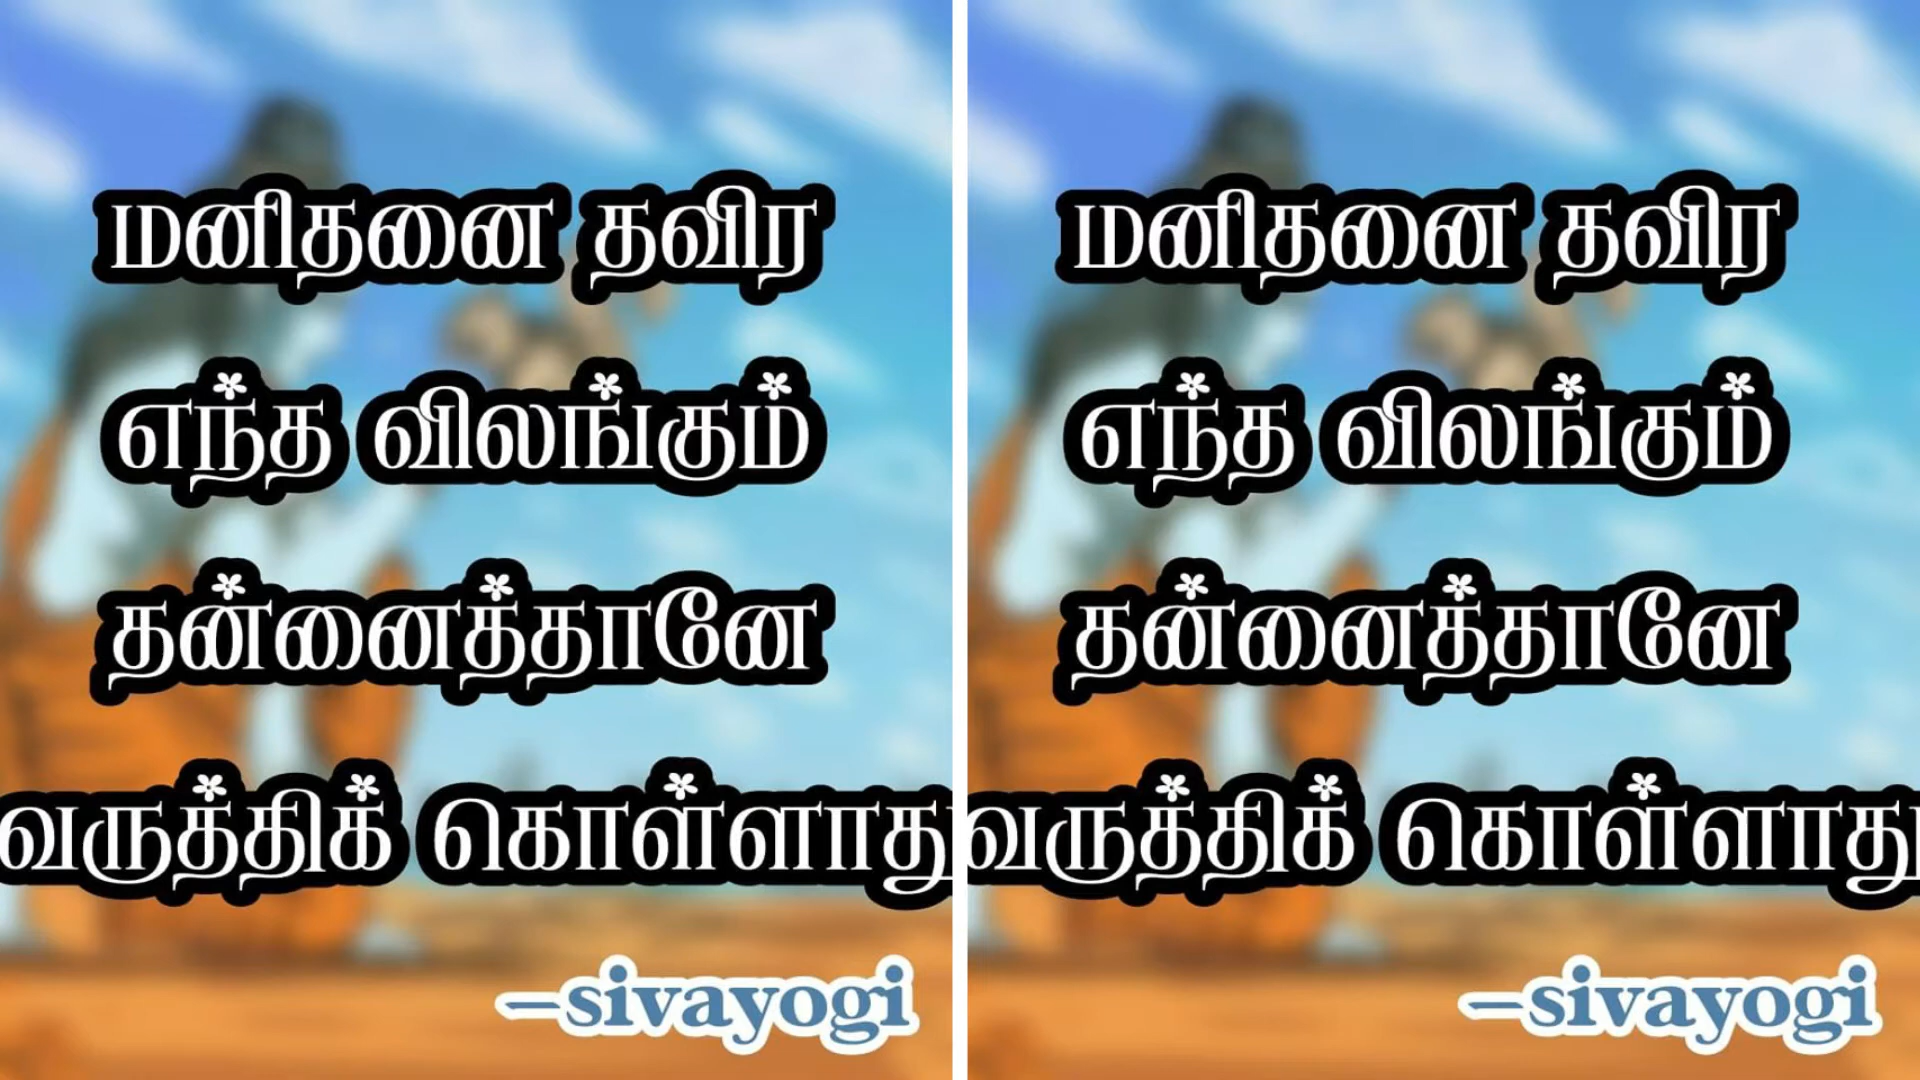 மனிதனை தவிர
எந்த விலங்கும்
தன்னைத்தானே
வருத்திக் கொள்ளாது
–sivayogi
மனிதனை தவிர
எந்த விலங்கும்
தன்னைத்தானே
வருத்திக் கொள்ளாது
–sivayogi